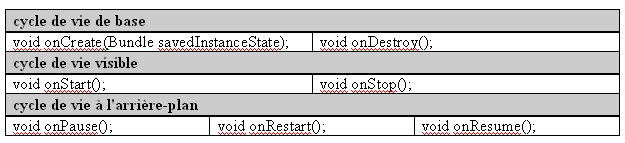 cycle de vie de base
void onCreate(Bundle savedInstanceState); void onDestroy();
cycle de vie visible
void onStart(); void onStop();
cycle de vie à l'arrière-plan
void onPause(); void onRestart(); void onResume();